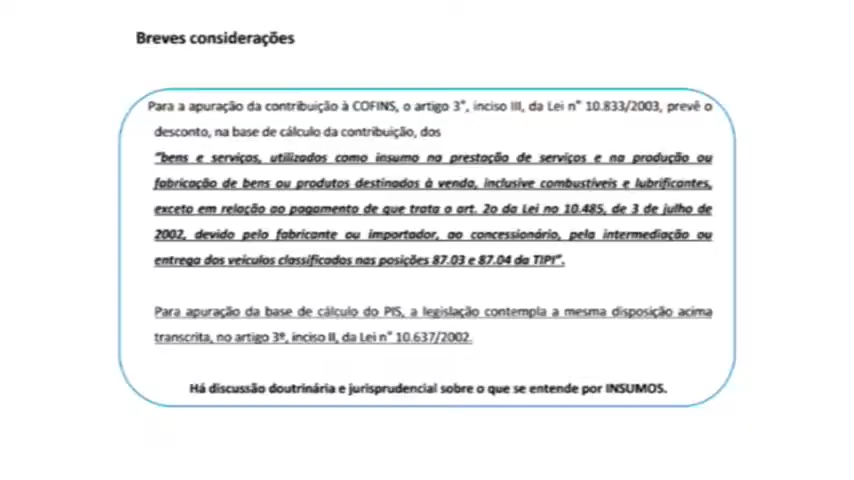 Breves considerações
Para a apuração da contribuição à COFINS, o artigo 3°, inciso III, da Lei n° 10.833/2003, prevê o
desconto, na base de cálculo da contribuição, dos
"bens e serviços, utilizados como insumo na prestação de serviços e na produção ou
fabricação de bens ou produtos destinados à venda, inclusive combustíveis e lubrificantes,
exceto em relação ao pagamento de que trata o art. 2o da Lei no 10.485, de 3 de julho de
2002, devido pelo fabricante ou importador, ao concessionário, pela intermediação ou
entrega dos veículos classificados nas posições 87.03 e 87.04 da TIPI".
Para apuração da base de cálculo do PIS, a legislação contempla a mesma disposição acima
transcrita, no artigo 3º, inciso II, da Lei n° 10.637/2002.
Há discussão doutrinária e jurisprudencial sobre o que se entende por INSUMOS.